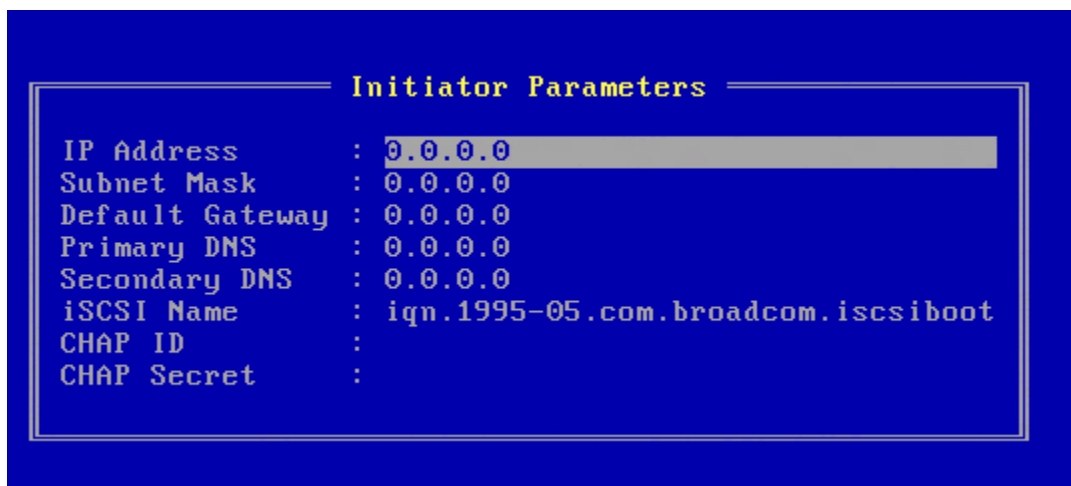 Initiator Parameters
IP Address : 0.0.0.0
Subnet Mask : 0.0.0.0
Default Gateway : 0.0.0.0
Primary DNS : 0.0.0.0
Secondary DNS : 0.0.0.0
iSCSI Name : iqn.1995-05.com.broadcom.iscsiboot
CHAP ID :
CHAP Secret :